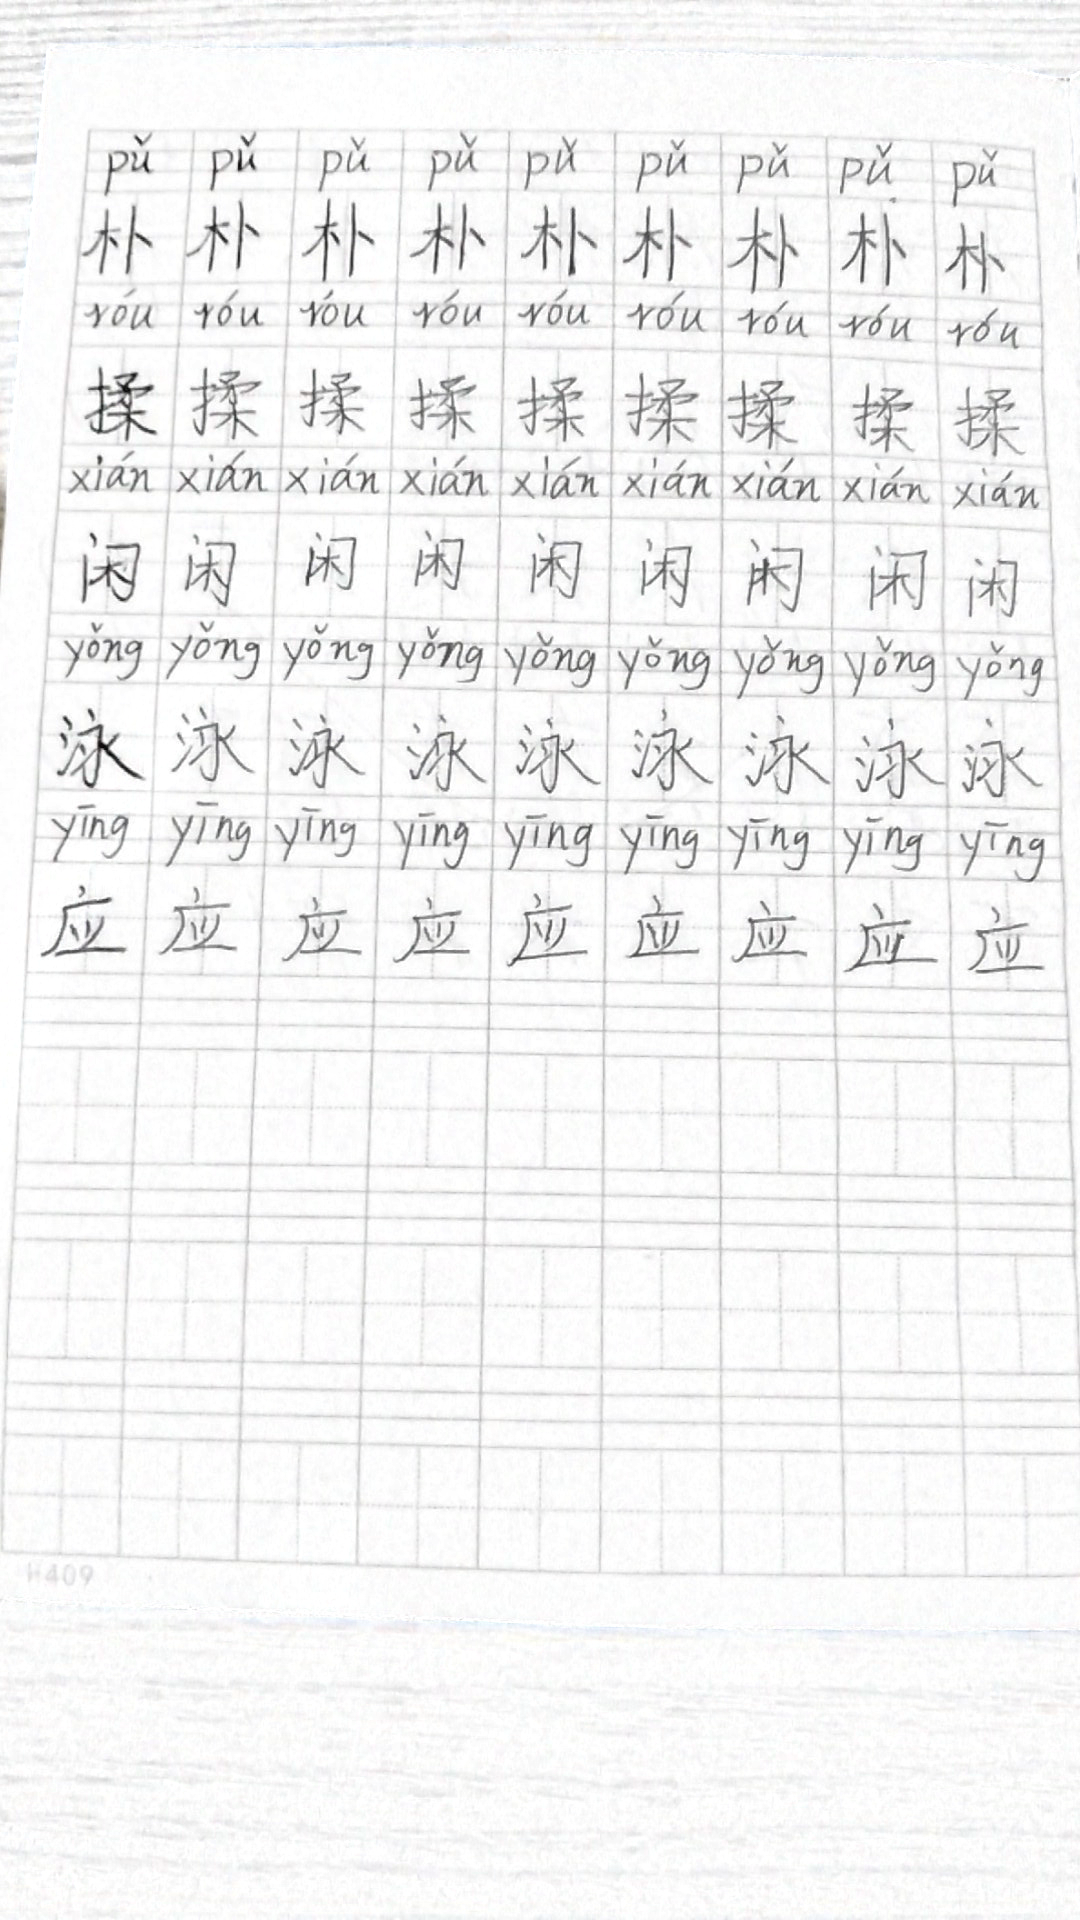 pǔ pǔ pǔ pǔ pǔ pǔ pǔ pǔ pǔ
朴 朴 朴 朴 朴 朴 朴 朴 朴
róu róu róu róu róu róu róu róu róu
揉 揉 揉 揉 揉 揉 揉 揉 揉
xián xián xián xián xián xián xián xián xián
闲 闲 闲 闲 闲 闲 闲 闲 闲
yǒng yǒng yǒng yǒng yǒng yǒng yǒng yǒng yǒng
泳 泳 泳 泳 泳 泳 泳 泳 泳
yīng yīng yīng yīng yīng yīng yīng yīng yīng
应 应 应 应 应 应 应 应 应
H409